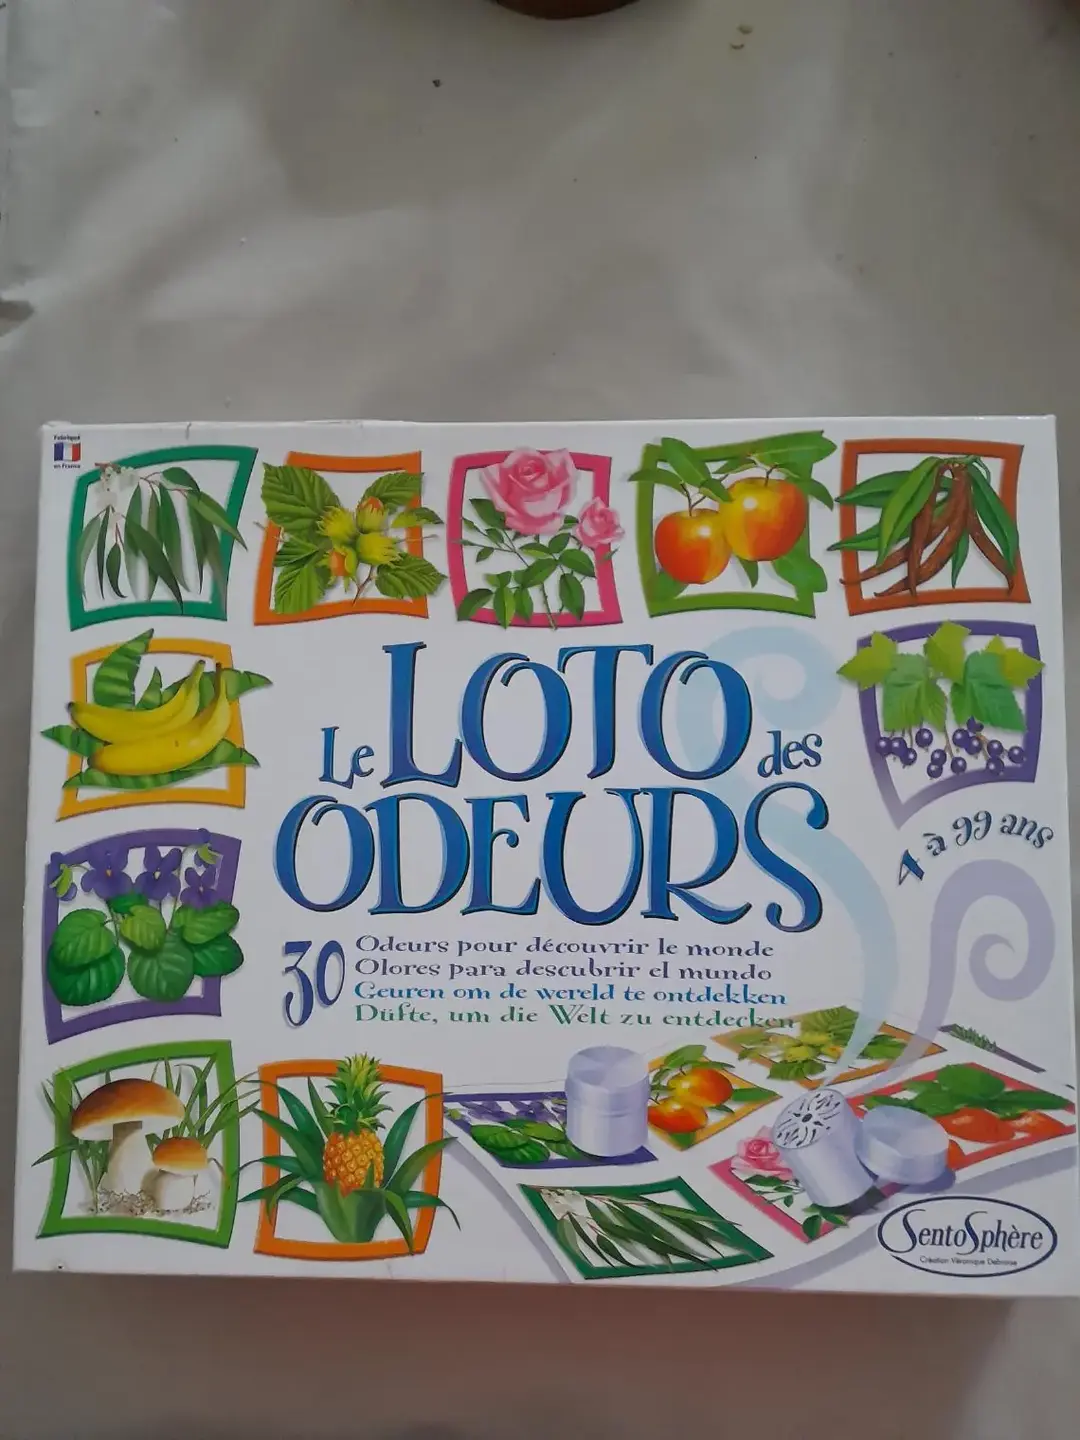 Fabriqué
en France
Le LOTO des
ODEURS
4 à 99 ans
30
Odeurs pour découvrir le monde
Olores para descubrir el mundo
Geuren om de wereld te ontdekken
Düfte, um die Welt zu entdecken
SentoSphère
Création Véronique Debroise